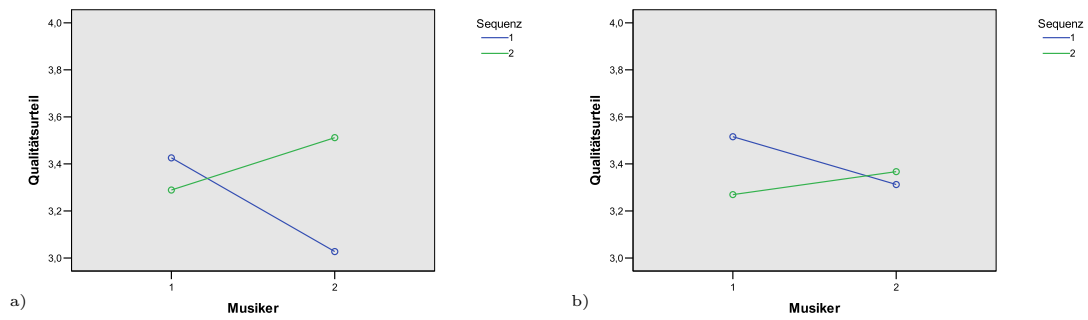 4,0
3,8
3,6
3,4
3,2
3,0
Qualitätsurteil
1 2
Musiker
Sequenz
1
2
a)
4,0
3,8
3,6
3,4
3,2
3,0
Qualitätsurteil
1 2
Musiker
Sequenz
1
2
b)